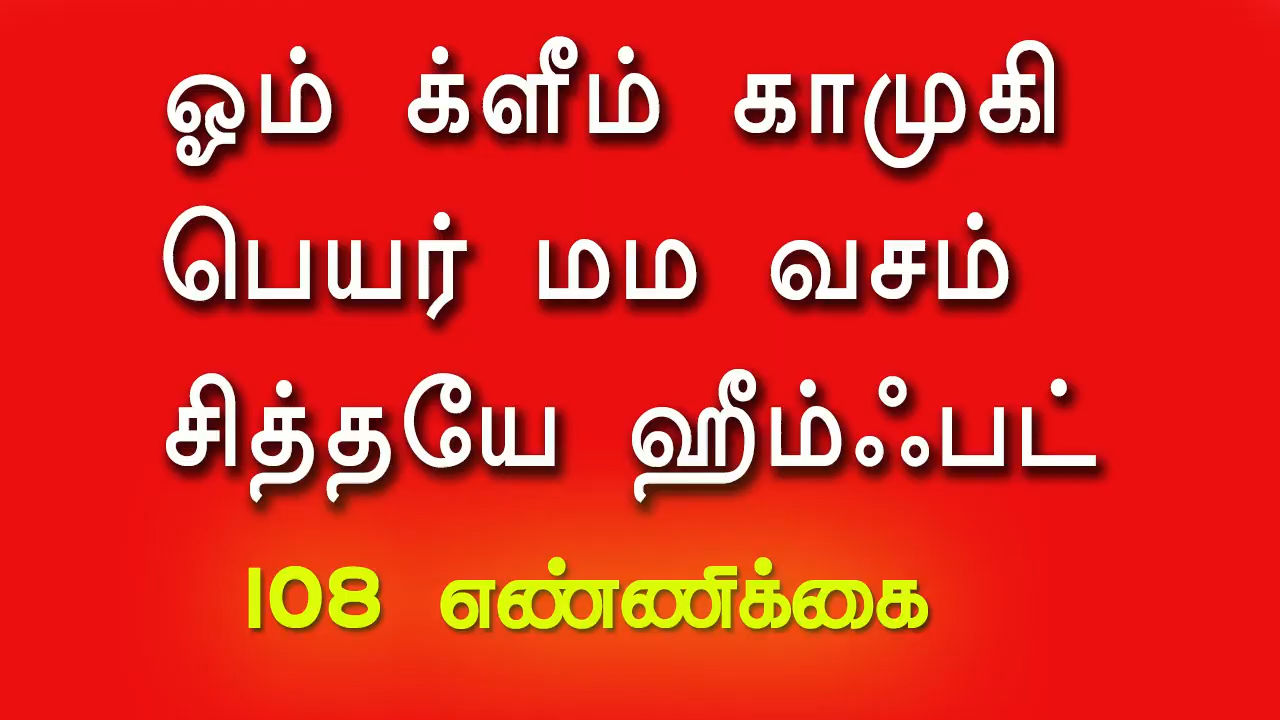 ஓம் க்ளீம் காமுகி
பெயர் மம வசம்
சித்தயே ஹீம்ஃபட்
108 எண்ணிக்கை